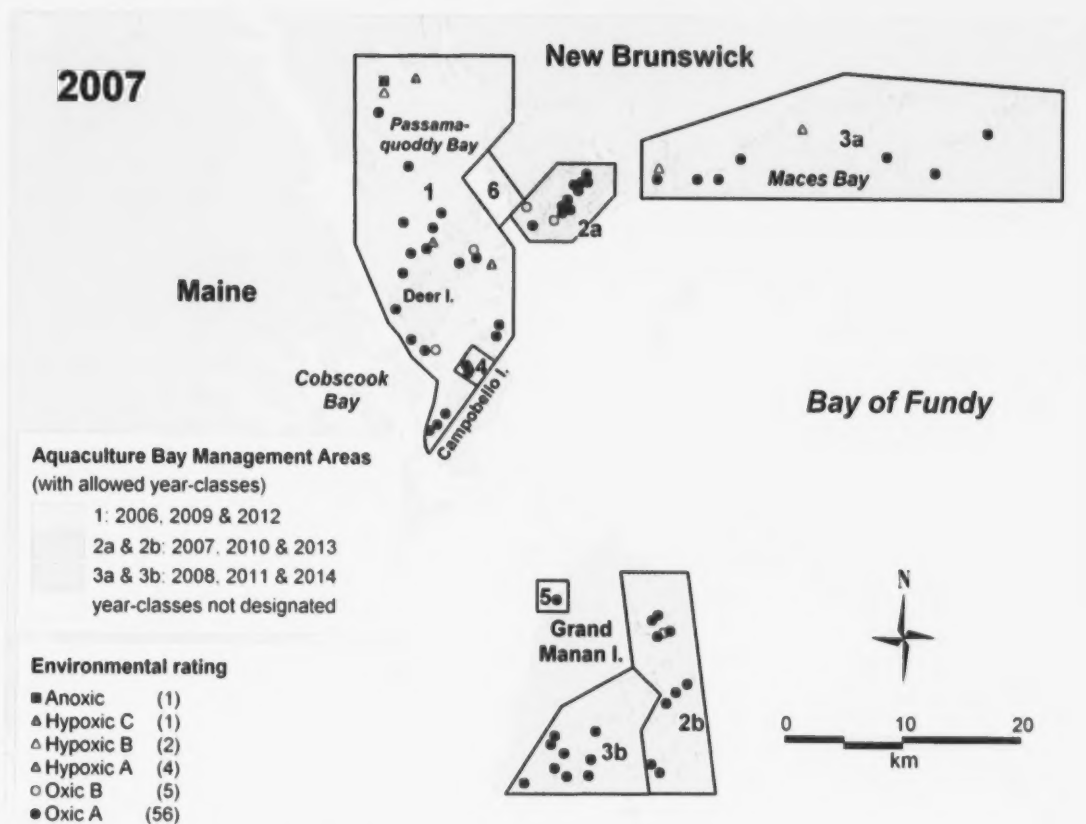 2007
New Brunswick
Passama-
quoddy Bay
1
6
2a
3a
Maces Bay
Maine
Deer I.
4
Campobello I.
Cobscook
Bay
Bay of Fundy
Aquaculture Bay Management Areas
(with allowed year-classes)
1: 2006, 2009 & 2012
2a & 2b: 2007, 2010 & 2013
3a & 3b: 2008, 2011 & 2014
year-classes not designated
Environmental rating
Anoxic (1)
Hypoxic C (1)
Hypoxic B (2)
Hypoxic A (4)
Oxic B (5)
Oxic A (56)
5
Grand
Manan I.
2b
3b
N
0 10 20
km